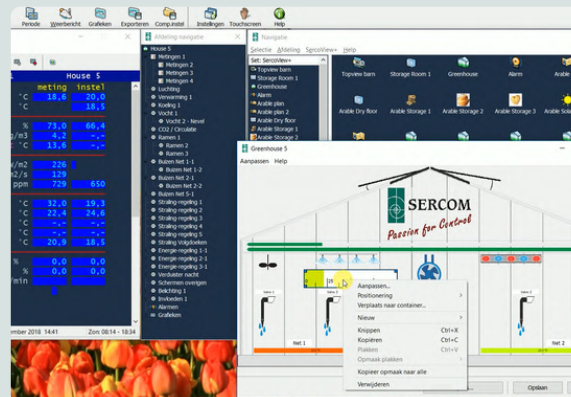 Periode Weerbericht Grafieken Exporteren Comp.instel Instellingen Touchscreen Help
House 5
meting instel
°C 18,6 20,0
°C 18,5
% 73,0 66,4
g/m3 4,2 -,-
°C 13,6 -,-
w/m2 226
m2/s 129
ppm 729 650
°C 32,0 19,3
°C 22,4 24,6
°C -,- -,-
°C -,- -,-
°C 20,9 18,5
% 0,0 0,0
% 0,0 0,0
/min
ember 2018 14:41 Zon: 08:14 - 18:34
Afdeling navigatie
House 5
Metingen 1
Metingen 2
Metingen 3
Metingen 4
Luchting
Verwarming 1
Koeling 1
Vocht 1
Vocht 2 - Nevel
CO2 / Circulatie
Ramen 1
Ramen 2
Ramen 3
Buizen Net 1-1
Buizen Net 1-2
Buizen Net 2-1
Buizen Net 2-2
Buizen Net 5-1
Straling-regeling 1
Straling-regeling 2
Straling-regeling 3
Straling-regeling 4
Straling-regeling 5
Straling Volgdoeken
Energie-regeling 1-1
Energie-regeling 2-1
Energie-regeling 3-1
Verduister nacht
Schermen overigen
Belichting 1
Invloeden 1
Alarmen
Grafieken
Navigatie
Selectie Afdeling SercoView+ Help
Set: SercoView+
Topview barn
Storage Room 1
Greenhouse
Alarm
Arable plan
Arable plan 2
Arable Dry floor
Arable Storage 1
Arable Storage 2
Topview barn Storage Room 1 Greenhouse Alarm Arable
Arable Dry floor Arable Storage 1 Arable Storage 2 Arable Storage 3 Arable Sola
Greenhouse 5
Aanpassen Help
SERCOM
Passion for Control
Net 1
Net 2
Aanpassen...
Positionering
Verplaats naar container...
Nieuw
Knippen Ctrl+X
Kopiëren Ctrl+C
Plakken Ctrl+V
Opmaak plakken
Kopieer opmaak naar alle
Verwijderen
Opslaan